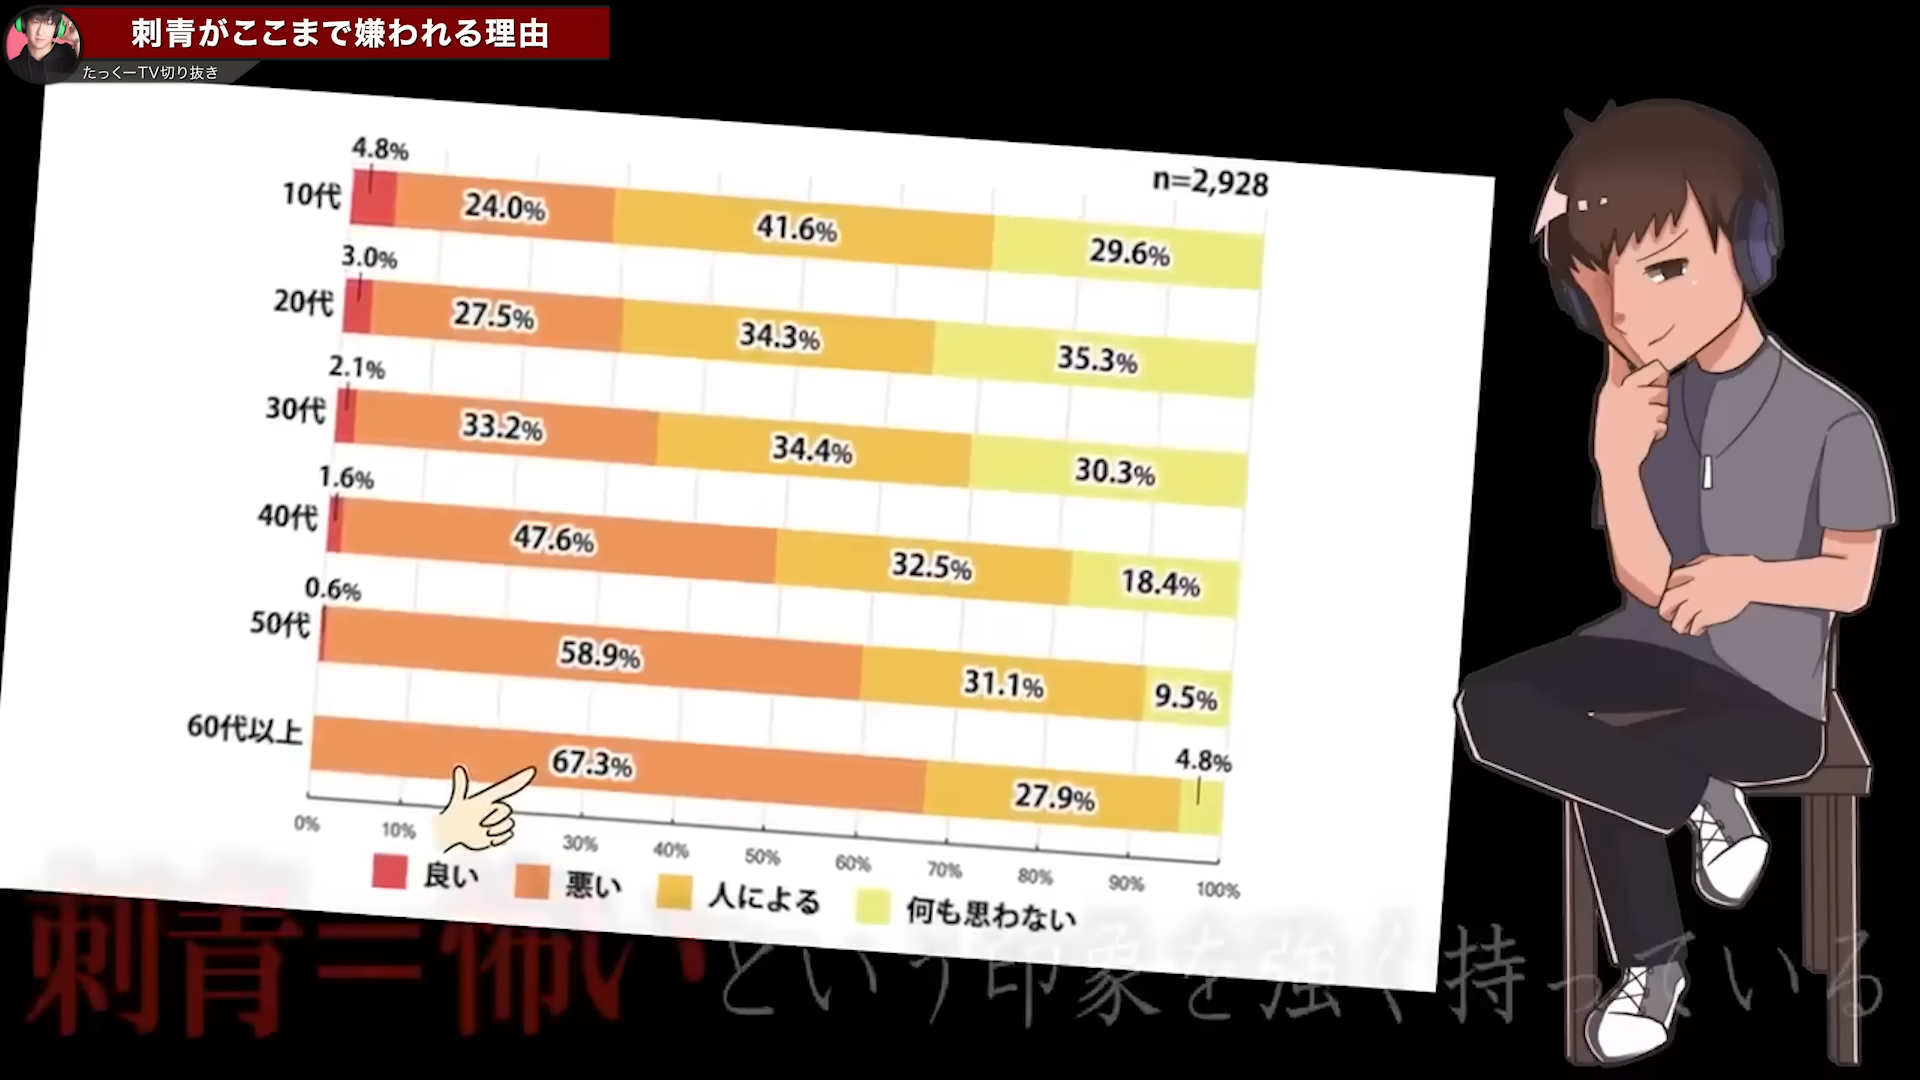 刺青がここまで嫌われる理由
たっくーTV切り抜き
n=2,928
4.8%
10代 24.0% 41.6% 29.6%
3.0%
20代 27.5% 34.3% 35.3%
2.1%
30代 33.2% 34.4% 30.3%
1.6%
40代 47.6% 32.5% 18.4%
0.6%
50代 58.9% 31.1% 9.5%
4.8%
60代以上 67.3% 27.9%
0% 10% 30% 40% 50% 60% 70% 80% 90% 100%
良い 悪い 人による 何も思わない
刺青=怖いという印象を強く持っている